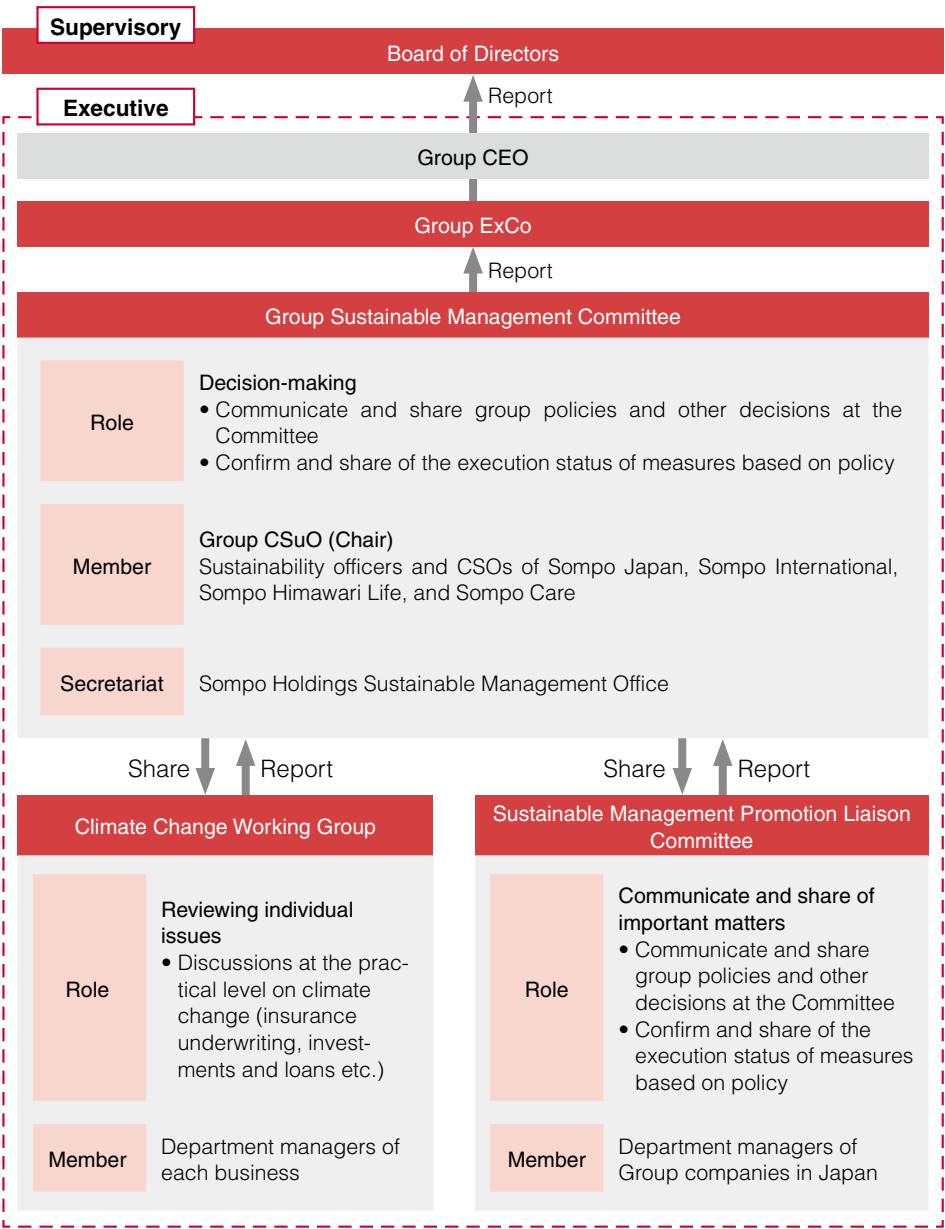 Supervisory
Board of Directors
Report
Executive
Group CEO
Group ExCo
Report
Group Sustainable Management Committee
Role
Decision-making
• Communicate and share group policies and other decisions at the
Committee
• Confirm and share of the execution status of measures based on policy
Member
Group CSuO (Chair)
Sustainability officers and CSOs of Sompo Japan, Sompo International,
Sompo Himawari Life, and Sompo Care
Secretariat
Sompo Holdings Sustainable Management Office
Share
Report
Share
Report
Climate Change Working Group
Role
Reviewing individual
issues
• Discussions at the prac-
tical level on climate
change (insurance
underwriting, invest-
ments and loans etc.)
Member
Department managers of
each business
Sustainable Management Promotion Liaison
Committee
Role
Communicate and share of
important matters
• Communicate and share
group policies and other
decisions at the Committee
• Confirm and share of the
execution status of measures
based on policy
Member
Department managers of
Group companies in Japan